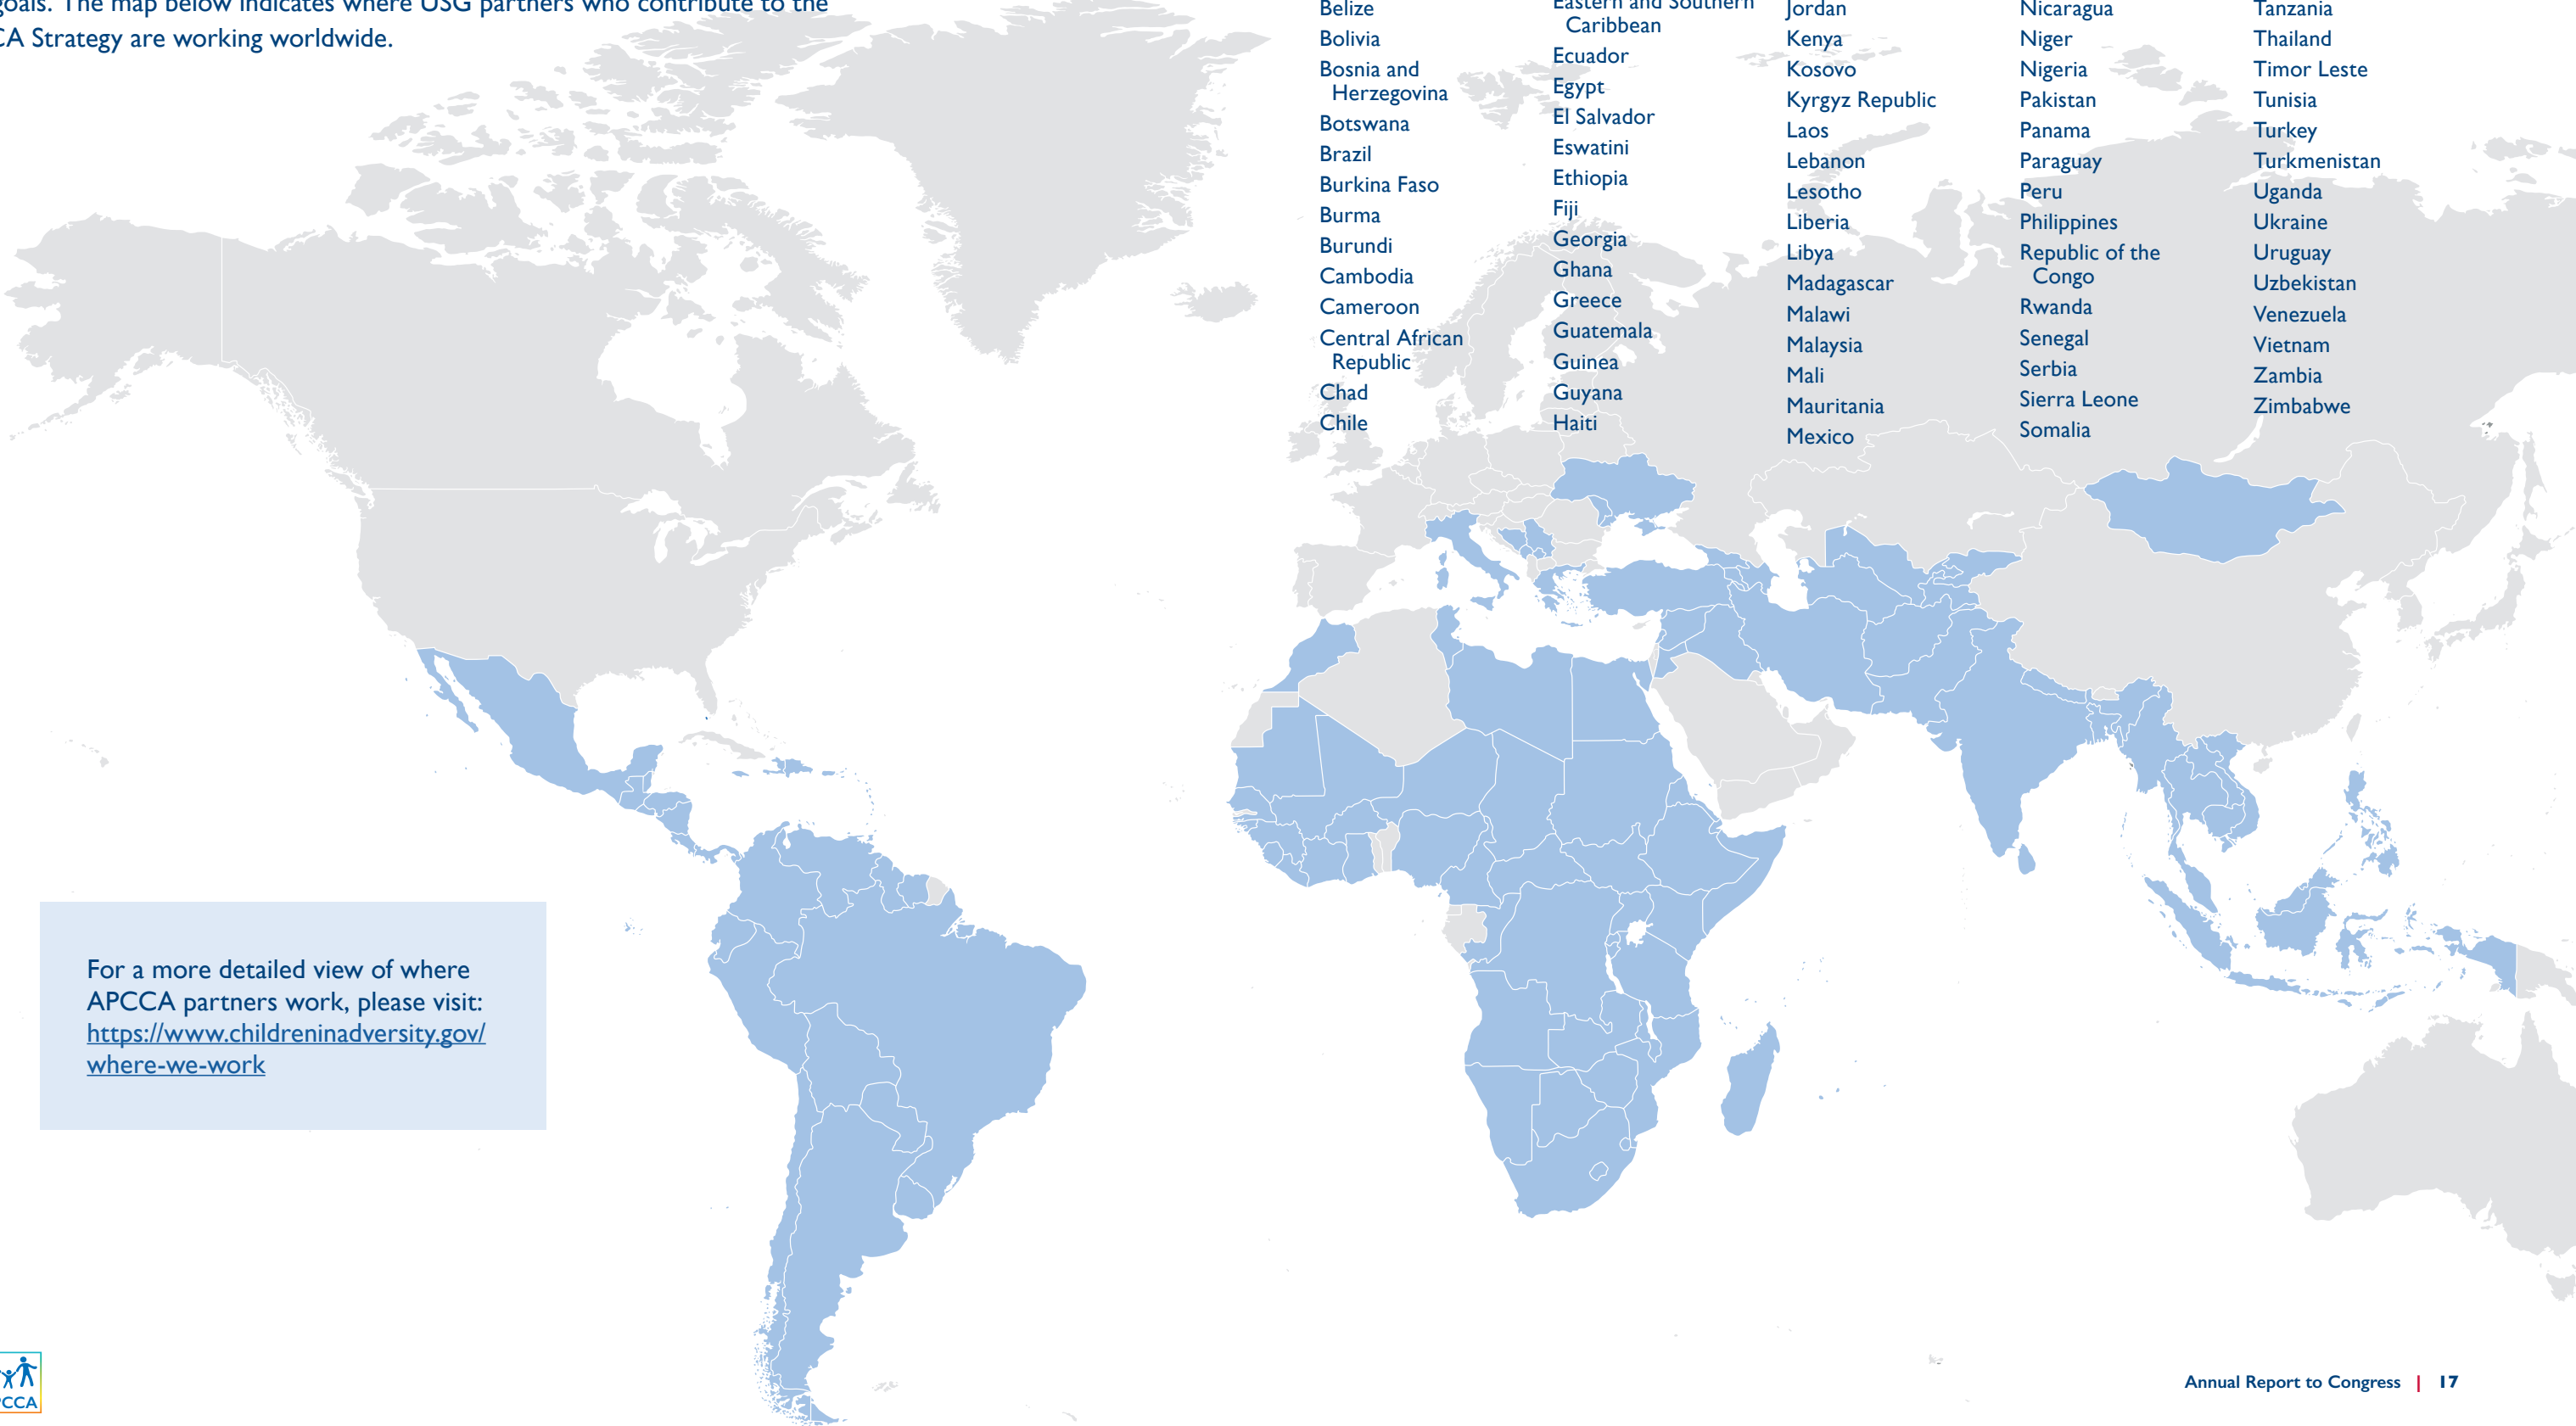 goals. The map below indicates where USG partners who contribute to the
CA Strategy are working worldwide.
Belize
Bolivia
Bosnia and
Herzegovina
Botswana
Brazil
Burkina Faso
Burma
Burundi
Cambodia
Cameroon
Central African
Republic
Chad
Chile
Eastern and Southern
Caribbean
Ecuador
Egypt
El Salvador
Eswatini
Ethiopia
Fiji
Georgia
Ghana
Greece
Guatemala
Guinea
Guyana
Haiti
Jordan
Kenya
Kosovo
Kyrgyz Republic
Laos
Lebanon
Lesotho
Liberia
Libya
Madagascar
Malawi
Malaysia
Mali
Mauritania
Mexico
Nicaragua
Niger
Nigeria
Pakistan
Panama
Paraguay
Peru
Philippines
Republic of the
Congo
Rwanda
Senegal
Serbia
Sierra Leone
Somalia
Tanzania
Thailand
Timor Leste
Tunisia
Turkey
Turkmenistan
Uganda
Ukraine
Uruguay
Uzbekistan
Venezuela
Vietnam
Zambia
Zimbabwe
For a more detailed view of where
APCCA partners work, please visit:
https://www.childreninadversity.gov/
where-we-work
PCCA
Annual Report to Congress | 17